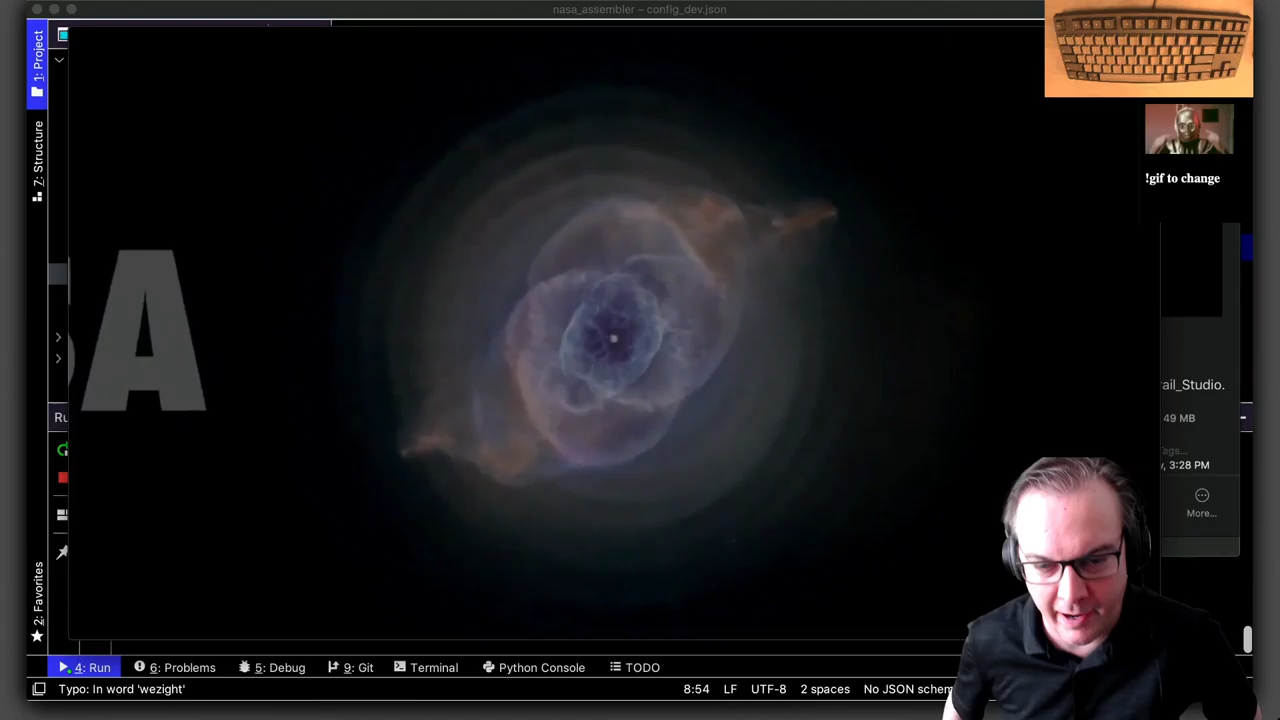 nasa_assembler – config_dev.json
1: Project
7: Structure
2: Favorites
A
Ru
!gif to change
ail_Studio.
49 MB
Tags...
, 3:28 PM
More...
4: Run
6: Problems
5: Debug
9: Git
Terminal
Python Console
TODO
Typo: In word 'wezight'
8:54
LF
UTF-8
2 spaces
No JSON schem